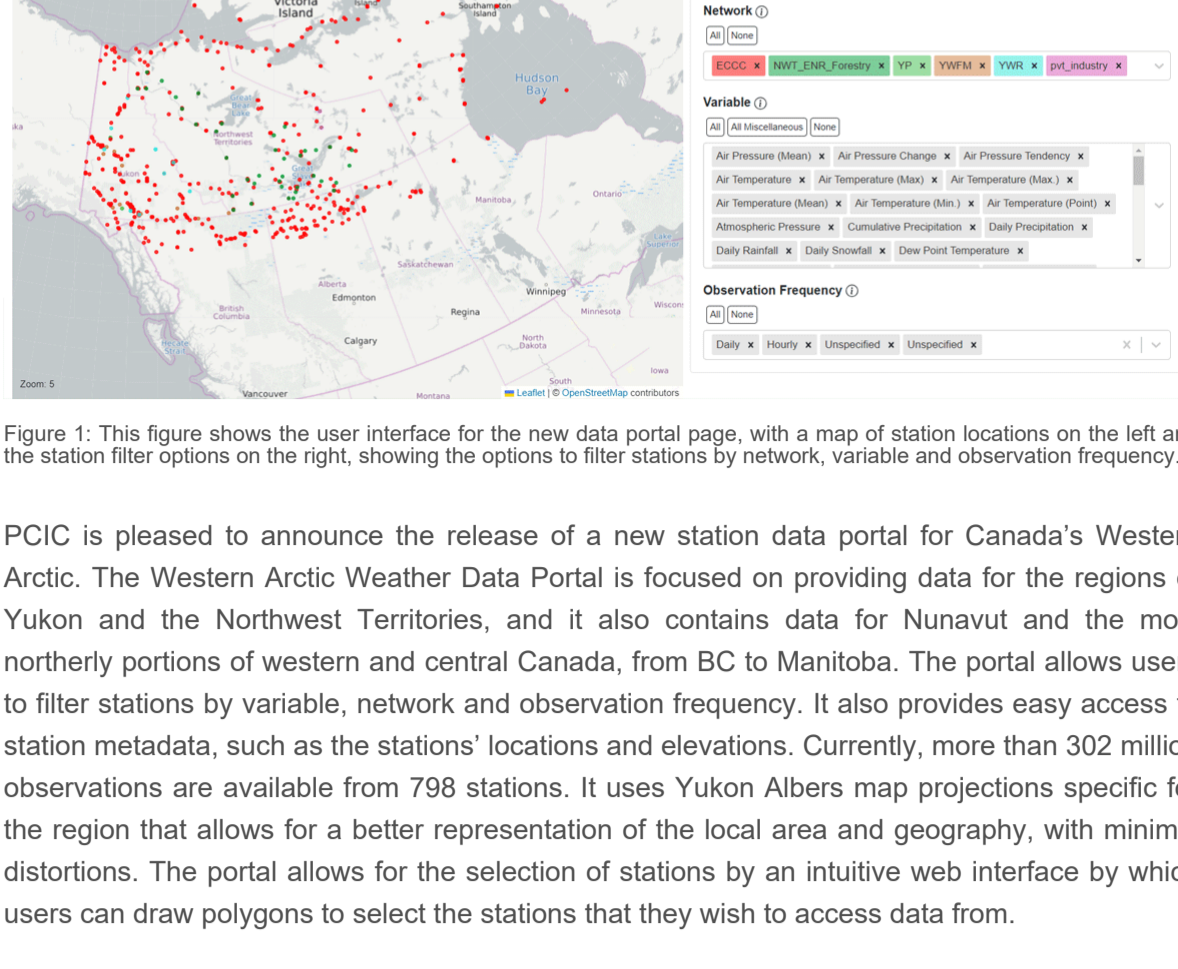 Victoria
Island
Island
Southampton
Island
Hudson
Bay
Great
Bear
Lake
Northwest
Territories
ka
Yukon
Great
Ontario
Manitoba
Lake
Superior
Saskatchewan
Alberta
Edmonton
Winnipeg
British
Columbia
Regina
Minnesota
Wiscons
Calgary
North
Dakota
Hecate
Strait
Iowa
South
Zoom: 5
Vancouver
Montana
Leaflet | © OpenStreetMap contributors
Network
All None
ECCC × NWT_ENR_Forestry × YP × YWFM × YWR × pvt_industry ×
Variable
All All Miscellaneous None
Air Pressure (Mean) × Air Pressure Change × Air Pressure Tendency ×
Air Temperature × Air Temperature (Max) × Air Temperature (Max.) ×
Air Temperature (Mean) × Air Temperature (Min.) × Air Temperature (Point) ×
Atmospheric Pressure × Cumulative Precipitation × Daily Precipitation ×
Daily Rainfall × Daily Snowfall × Dew Point Temperature ×
Observation Frequency
All None
Daily × Hourly × Unspecified × Unspecified ×
Figure 1: This figure shows the user interface for the new data portal page, with a map of station locations on the left an
the station filter options on the right, showing the options to filter stations by network, variable and observation frequency.
PCIC is pleased to announce the release of a new station data portal for Canada’s Wester
Arctic. The Western Arctic Weather Data Portal is focused on providing data for the regions
Yukon and the Northwest Territories, and it also contains data for Nunavut and the mo
northerly portions of western and central Canada, from BC to Manitoba. The portal allows user
to filter stations by variable, network and observation frequency. It also provides easy access
station metadata, such as the stations’ locations and elevations. Currently, more than 302 millio
observations are available from 798 stations. It uses Yukon Albers map projections specific fo
the region that allows for a better representation of the local area and geography, with minim
distortions. The portal allows for the selection of stations by an intuitive web interface by whic
users can draw polygons to select the stations that they wish to access data from.